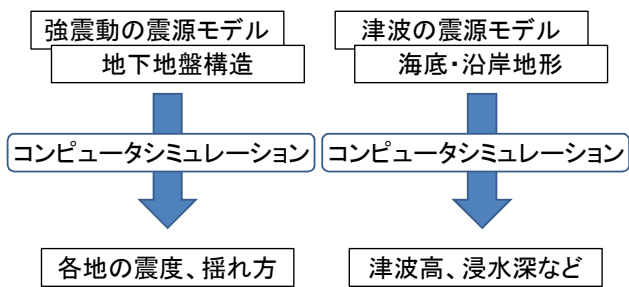 強震動の震源モデル
地下地盤構造
コンピュータシミュレーション
各地の震度、揺れ方
津波の震源モデル
海底・沿岸地形
コンピュータシミュレーション
津波高、浸水深など